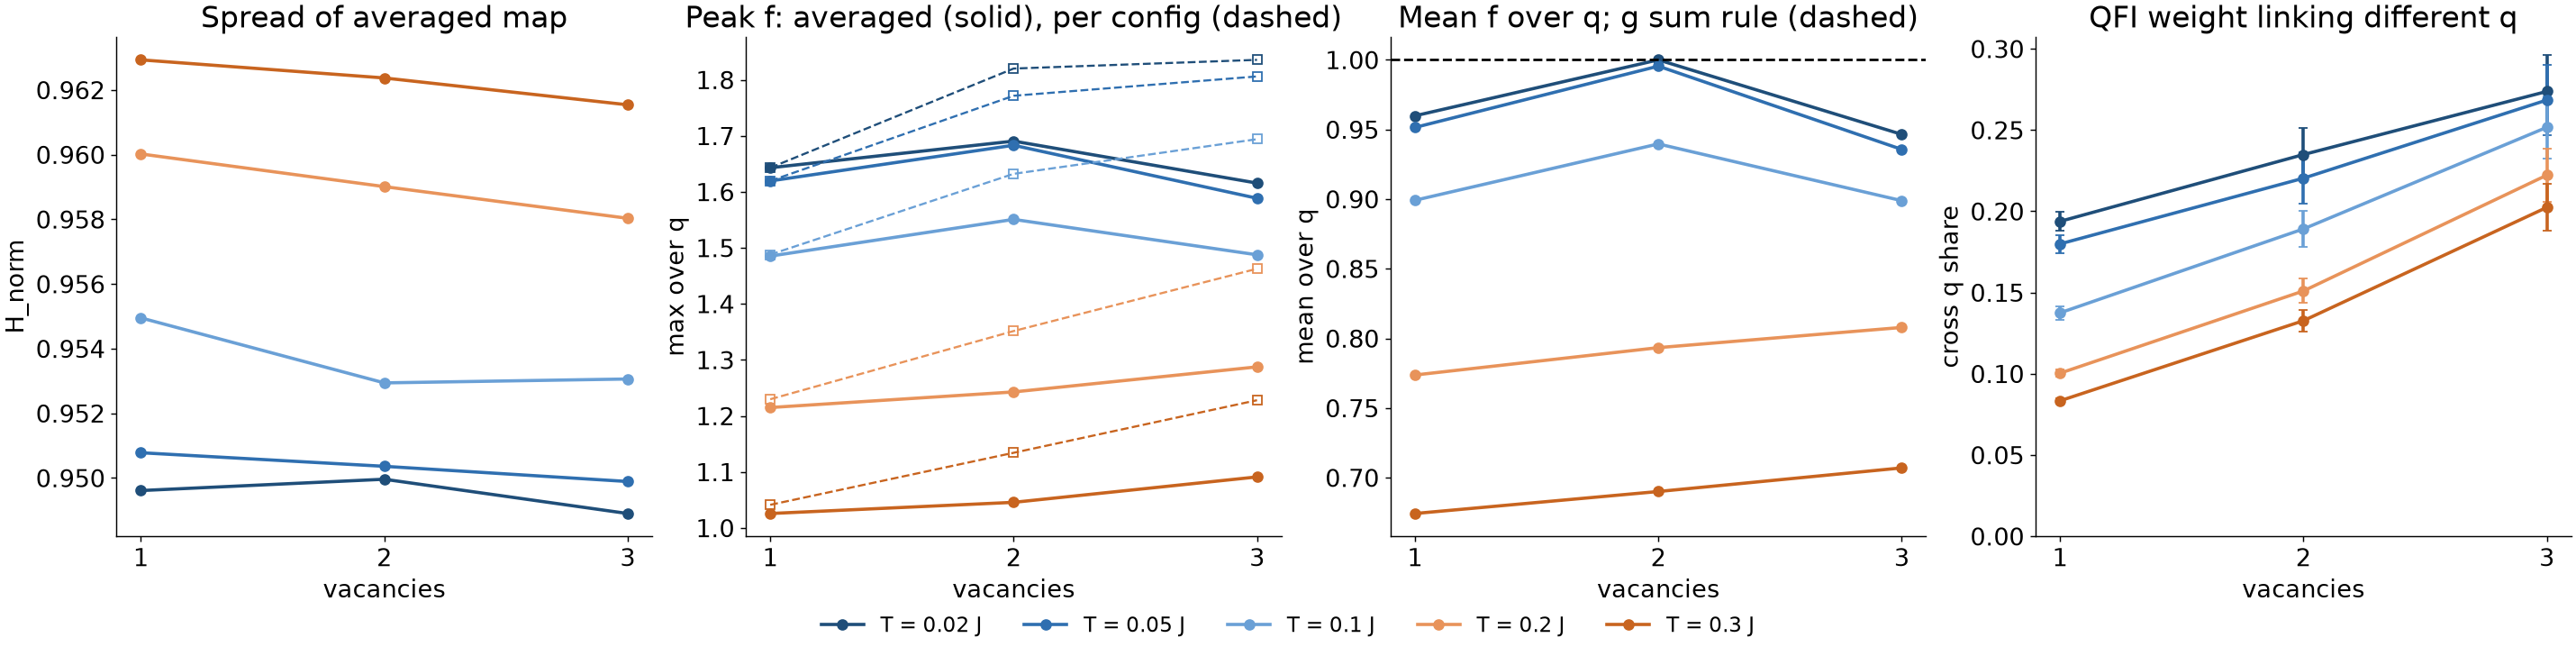 Spread of averaged map
H_norm
0.962
0.960
0.958
0.956
0.954
0.952
0.950
1 2 3
vacancies
Peak f: averaged (solid), per config (dashed)
max over q
1.8
1.7
1.6
1.5
1.4
1.3
1.2
1.1
1.0
1 2 3
vacancies
Mean f over q; g sum rule (dashed)
mean over q
1.00
0.95
0.90
0.85
0.80
0.75
0.70
1 2 3
vacancies
QFI weight linking different q
cross q share
0.30
0.25
0.20
0.15
0.10
0.05
0.00
1 2 3
vacancies
T = 0.02 J T = 0.05 J T = 0.1 J T = 0.2 J T = 0.3 J